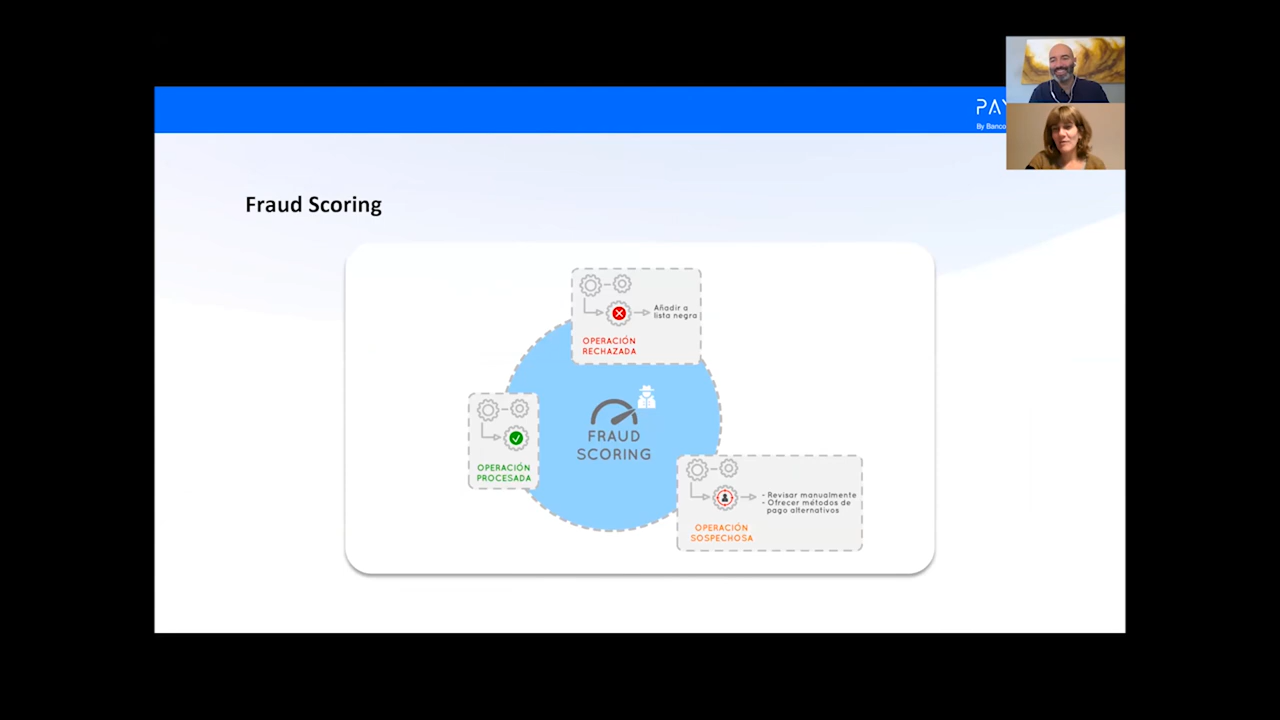 PAY
By Banco
Fraud Scoring
Añadir a
lista negra
OPERACIÓN
RECHAZADA
FRAUD
SCORING
OPERACIÓN
PROCESADA
- Revisar manualmente
- Ofrecer métodos de
pago alternativos
OPERACIÓN
SOSPECHOSA